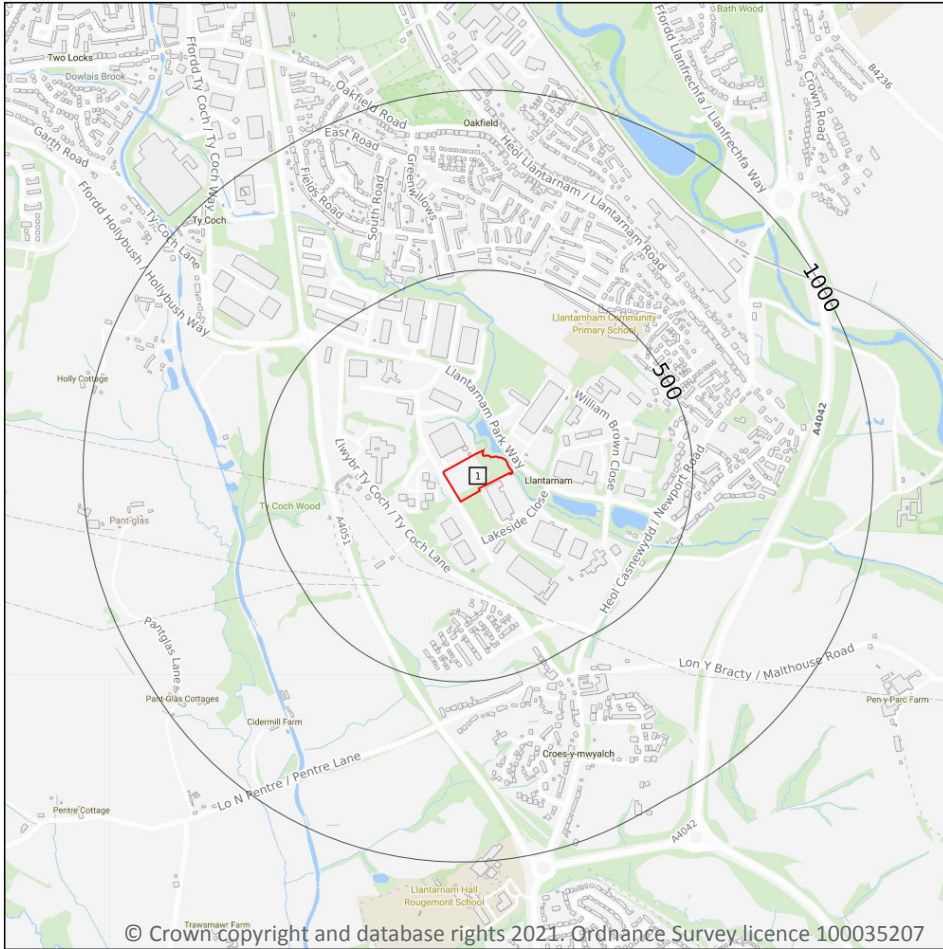 Bath Wood
Two Locks
Dowlais Brook
Ffordd Ty Coch / Ty Coch Way
Ffordd Llanfrechfa / Llanfrechfa Way
B4236
Crown Road
Oakfield Road
Oakfield
East Road
Garth Road
Heol Llantarnam / Llantarnam Road
Greenwillows
Fields Road
South Road
Ffordd Hollybush / Hollybush Way
Ty Coch Lane
Ty Coch
1000
Llantarnham Community
Primary School
500
Holly Cottage
Llantarnam Park Way
William Brown Close
A4042
Llwybr Ty Coch / Ty Coch Lane
1
Llantarnam
Ty Coch Wood
Pant-glas
A4051
Lakeside Close
Heol Casnewydd / Newport Road
Pantglas Lane
Lon Y Bracty / Malthouse Road
Pen-y-Parc Farm
Pant-Glas Cottages
Cidermill Farm
Croes-y-mwyalch
Lo N Pentre / Pentre Lane
Pentre Cottage
A4042
Llantarnam Hall
Rougemont School
Trawsmawr Farm
© Crown copyright and database rights 2021. Ordnance Survey licence 100035207